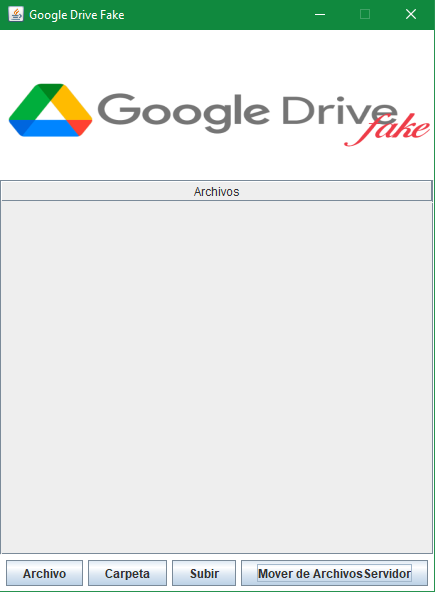 Google Drive Fake
Google Drive
fake
Archivos
Archivo
Carpeta
Subir
Mover de ArchivosServidor